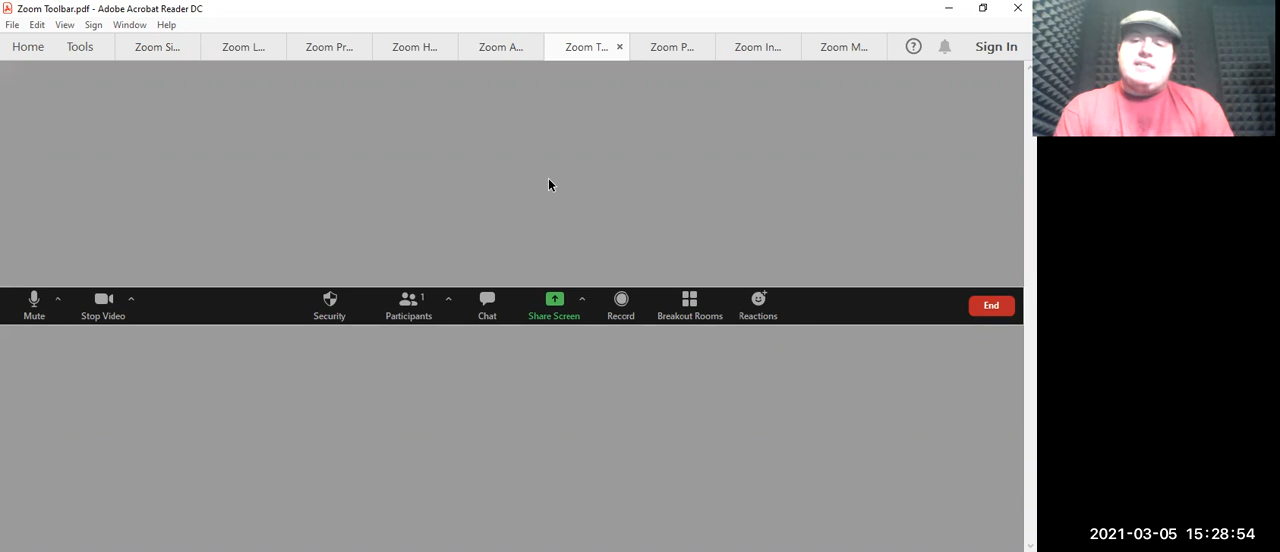 Zoom Toolbar.pdf - Adobe Acrobat Reader DC
File Edit View Sign Window Help
Home Tools Zoom Si... Zoom L... Zoom Pr... Zoom H... Zoom A... Zoom T... Zoom P... Zoom In... Zoom M... Sign In
1
Mute Stop Video Security Participants Chat Share Screen Record Breakout Rooms Reactions End
2021-03-05 15:28:54